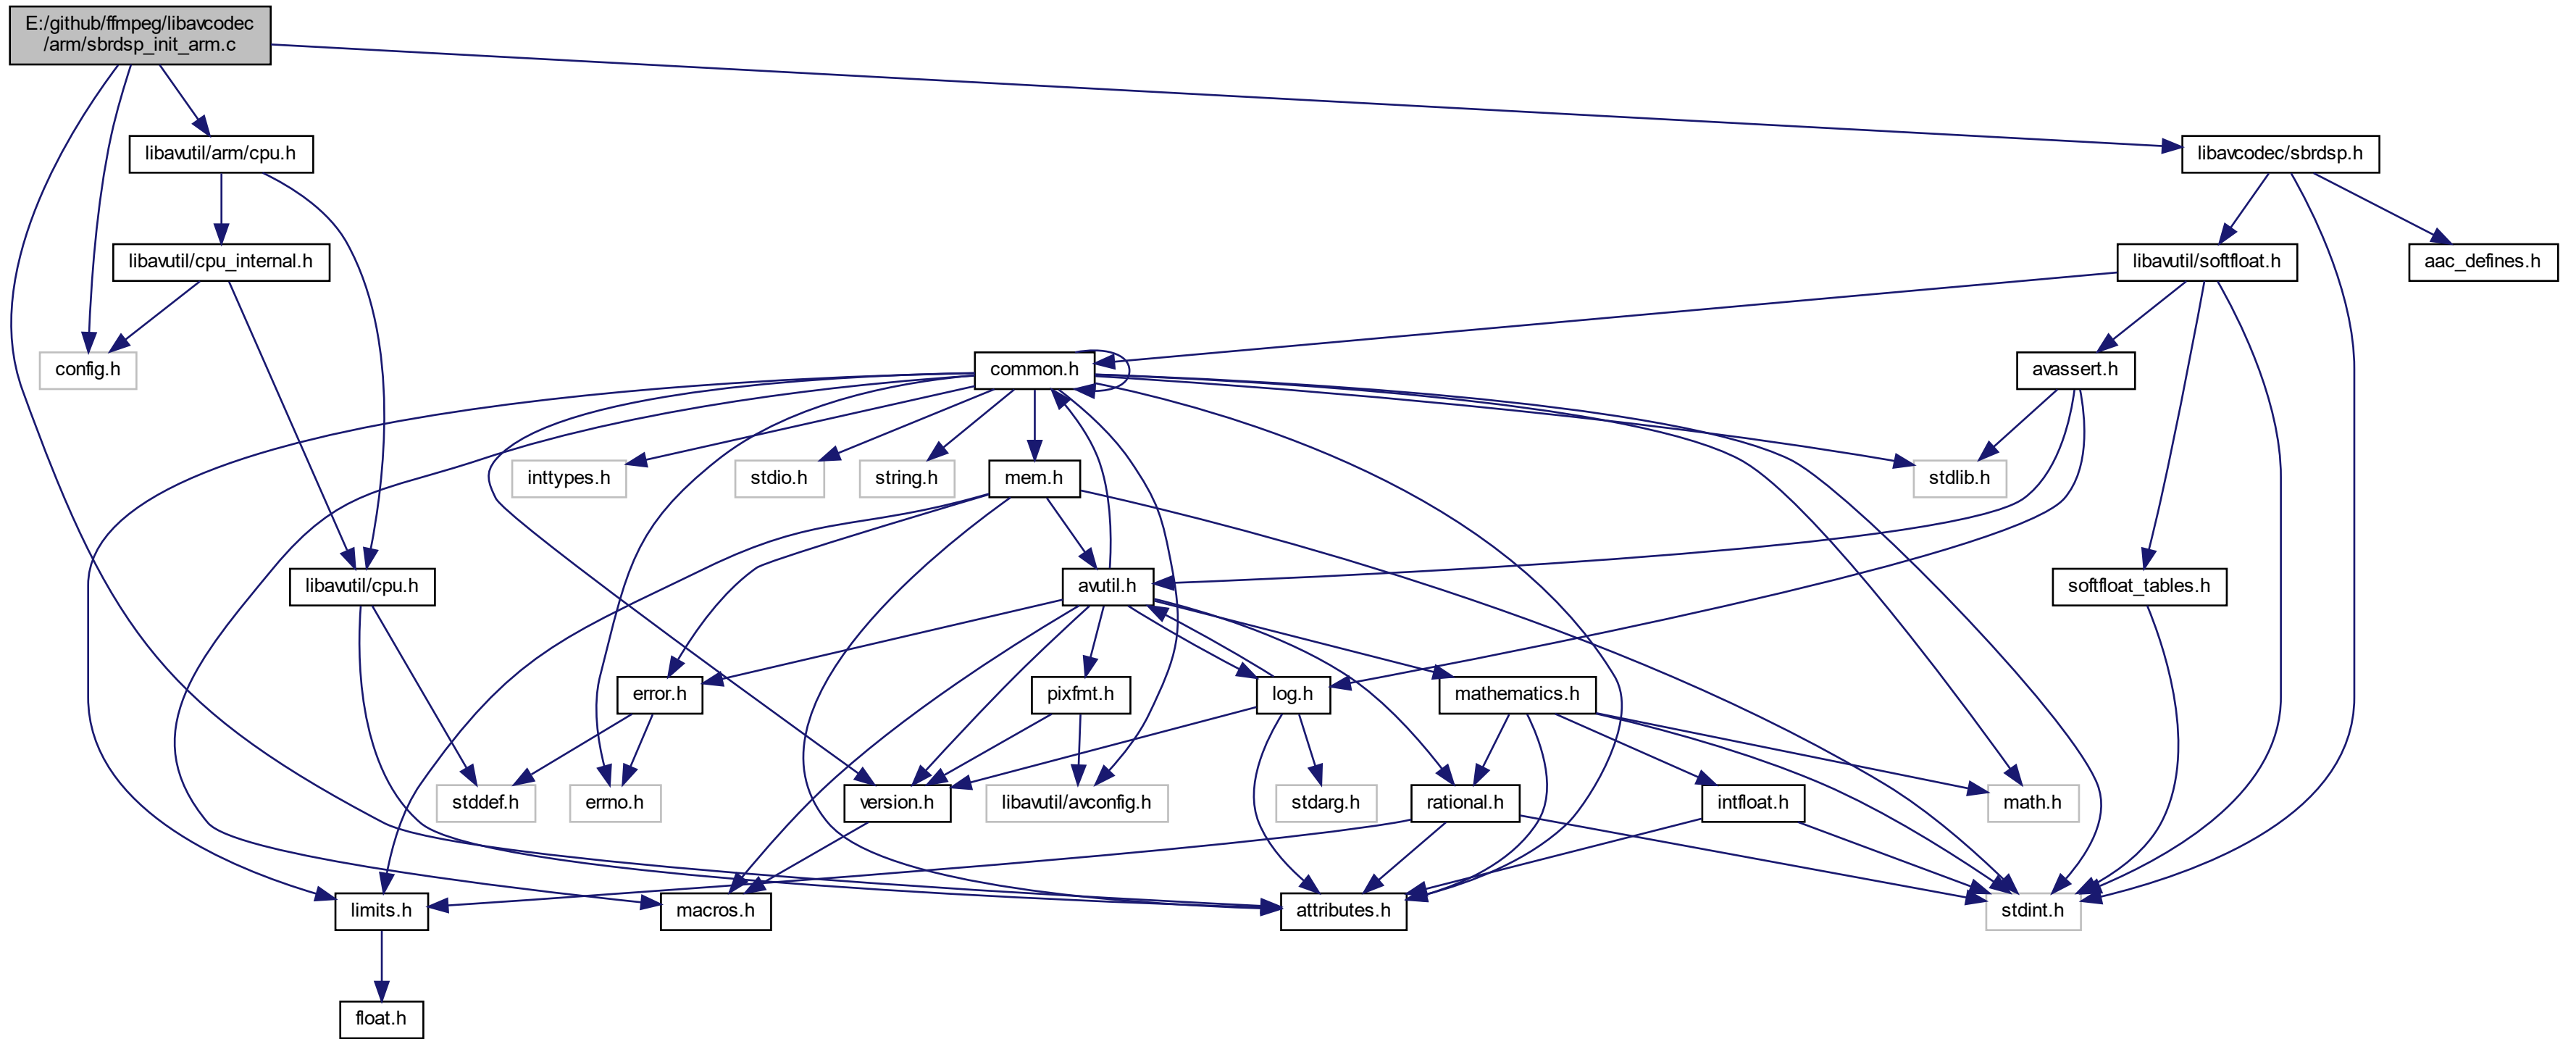 E:/github/ffmpeg/libavcodec
/arm/sbrdsp_init_arm.c
libavutil/arm/cpu.h
libavcodec/sbrdsp.h
libavutil/cpu_internal.h
libavutil/softfloat.h
aac_defines.h
config.h
common.h
avassert.h
inttypes.h
stdio.h
string.h
mem.h
stdlib.h
libavutil/cpu.h
avutil.h
softfloat_tables.h
error.h
pixfmt.h
log.h
mathematics.h
stddef.h
errno.h
version.h
libavutil/avconfig.h
stdarg.h
rational.h
intfloat.h
math.h
limits.h
macros.h
attributes.h
stdint.h
float.h